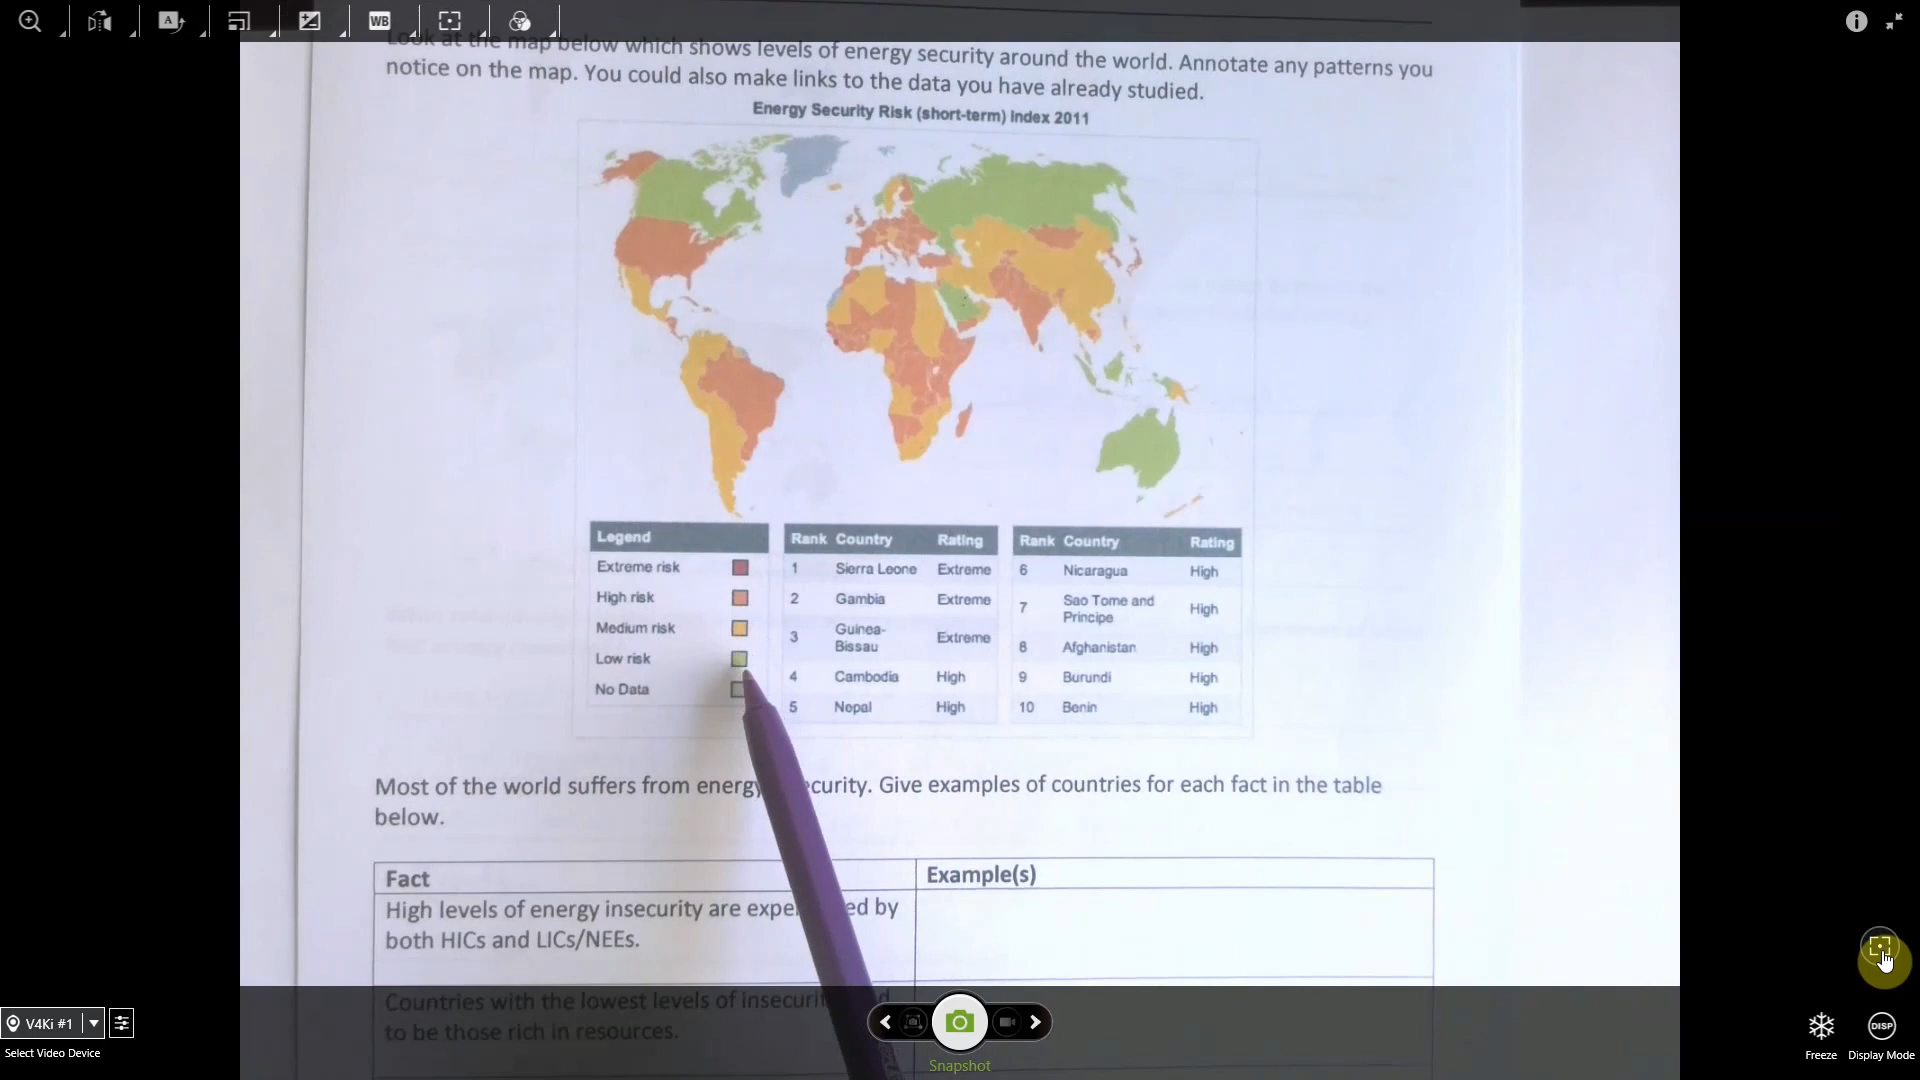 WB
Look at the map below which shows levels of energy security around the world. Annotate any patterns you
notice on the map. You could also make links to the data you have already studied.
Energy Security Risk (short-term) Index 2011
Legend
Extreme risk
High risk
Medium risk
Low risk
No Data
Rank Country Rating
1 Sierra Leone Extreme
2 Gambia Extreme
3 Guinea-
Bissau Extreme
4 Cambodia High
5 Nepal High
Rank Country Rating
6 Nicaragua High
7 Sao Tome and
Principe High
8 Afghanistan High
9 Burundi High
10 Benin High
Most of the world suffers from energy curity. Give examples of countries for each fact in the table
below.
Fact Example(s)
High levels of energy insecurity are expe ed by
both HICs and LICs/NEEs.
Countries with the lowest levels of insecuri d
to be those rich in resources.
V4Ki #1
Select Video Device
Snapshot
Freeze
DISP
Display Mode